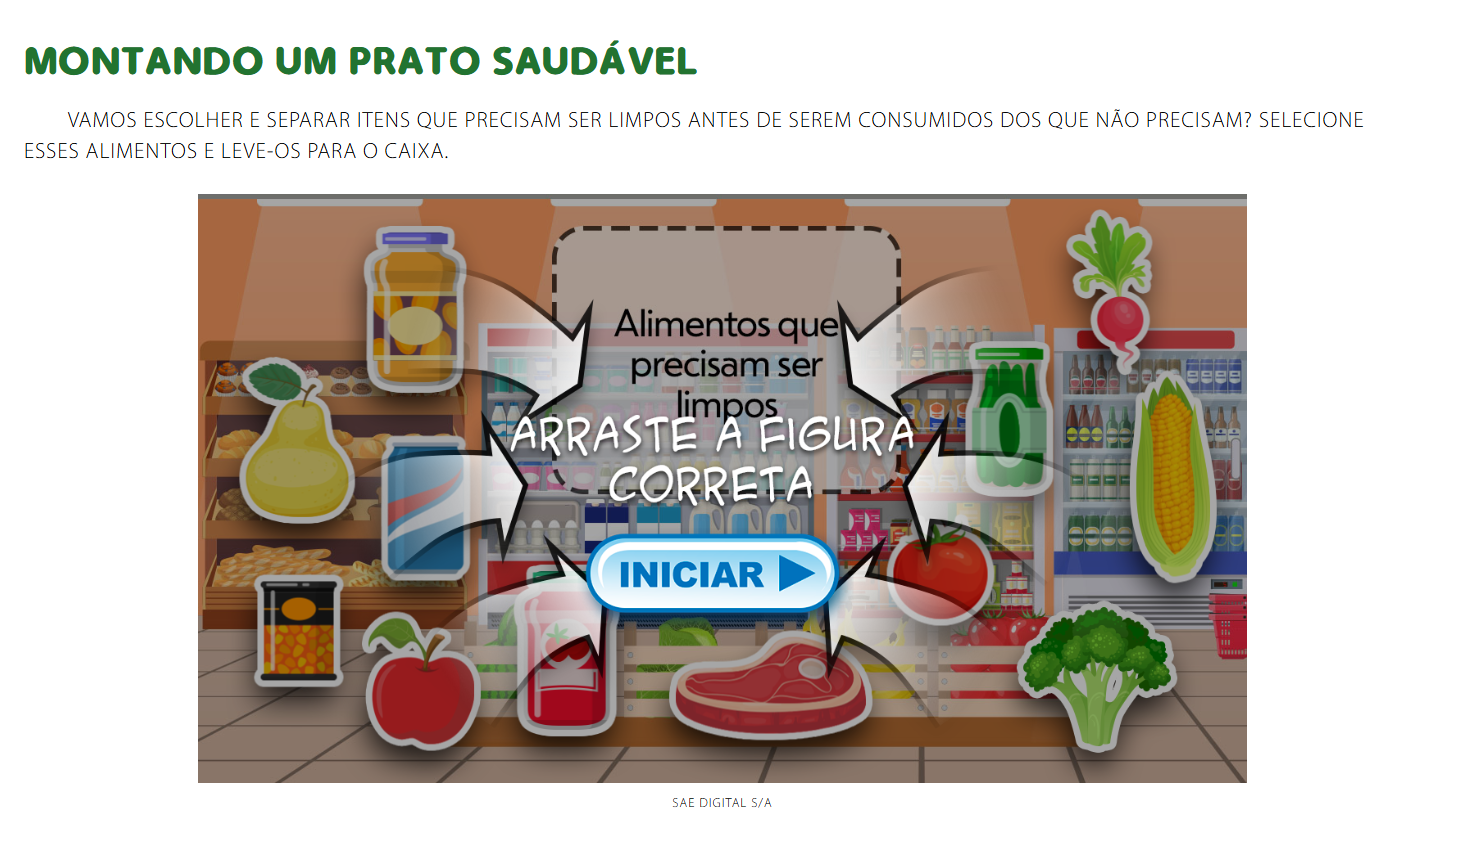 MONTANDO UM PRATO SAUDÁVEL
VAMOS ESCOLHER E SEPARAR ITENS QUE PRECISAM SER LIMPOS ANTES DE SEREM CONSUMIDOS DOS QUE NÃO PRECISAM? SELECIONE
ESSES ALIMENTOS E LEVE-OS PARA O CAIXA.
Alimentos que
precisam ser
limpos
ARRASTE A FIGURA
CORRETA
INICIAR
SAE DIGITAL S/A